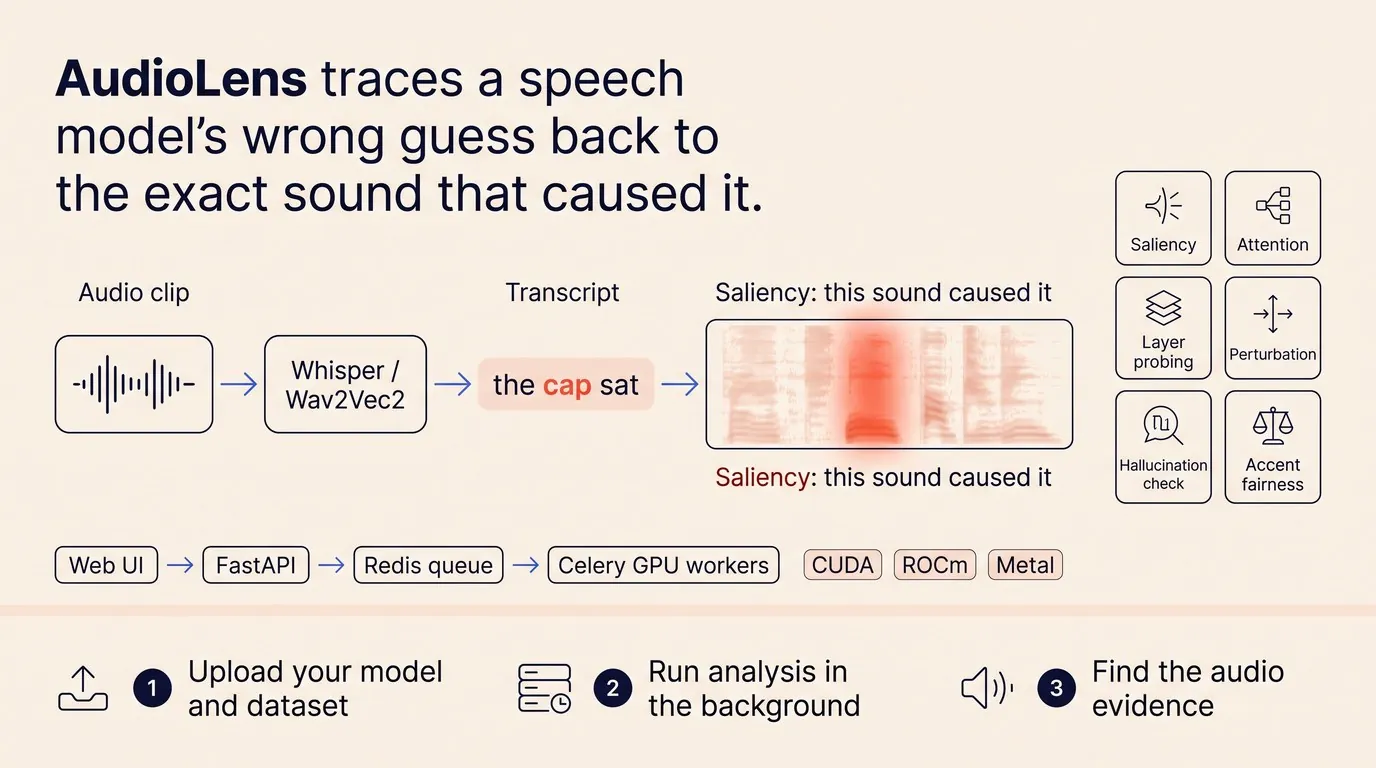 AudioLens traces a speech
model’s wrong guess back to
the exact sound that caused it.
Audio clip
Transcript
Saliency: this sound caused it
Whisper /
Wav2Vec2
the cap sat
Saliency: this sound caused it
Saliency
Attention
Layer
probing
Perturbation
Hallucination
check
Accent
fairness
Web UI
FastAPI
Redis queue
Celery GPU workers
CUDA
ROCm
Metal
1
Upload your model
and dataset
2
Run analysis in
the background
3
Find the audio
evidence